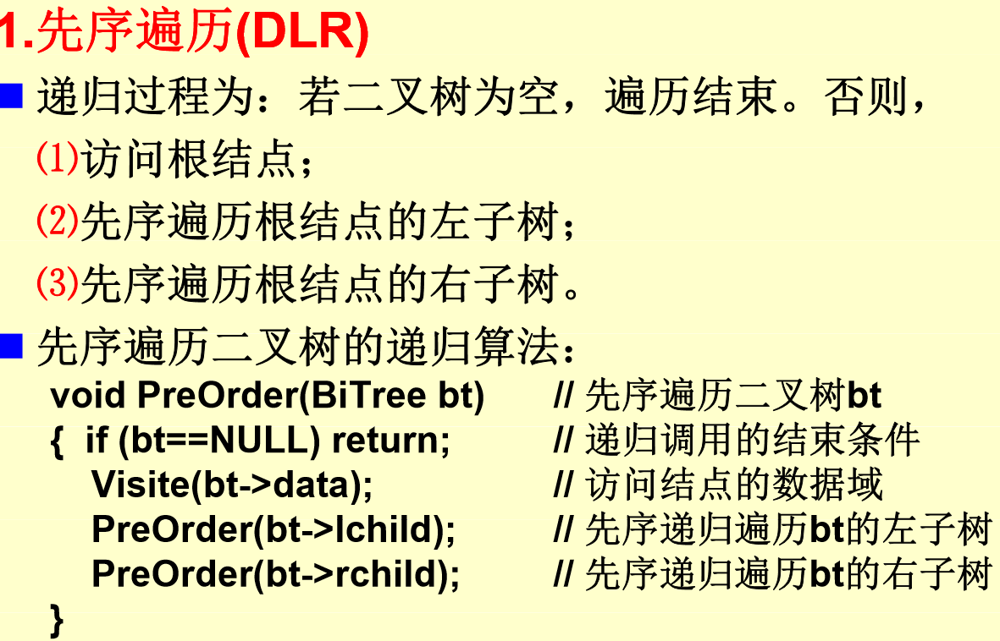 1.先序遍历(DLR)
递归过程为：若二叉树为空，遍历结束。否则，
⑴访问根结点；
⑵先序遍历根结点的左子树；
⑶先序遍历根结点的右子树。
先序遍历二叉树的递归算法：
void PreOrder(BiTree bt) // 先序遍历二叉树bt
{ if (bt==NULL) return; // 递归调用的结束条件
Visite(bt->data); // 访问结点的数据域
PreOrder(bt->lchild); // 先序递归遍历bt的左子树
PreOrder(bt->rchild); // 先序递归遍历bt的右子树
}